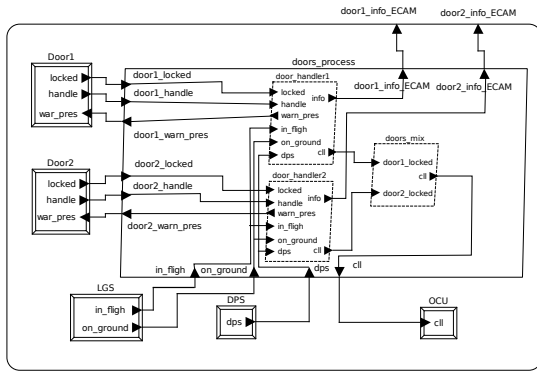 door1_info_ECAM
door2_info_ECAM
Door1
locked
handle
war_pres
doors_process
door1_locked
door1_handle
door1_warn_pres
door_handler1
locked
handle
warn_pres
in_fligh
on_ground
dps
info
cll
door1_info_ECAM
door2_info_ECAM
doors_mix
door1_locked
door2_locked
cll
Door2
locked
handle
war_pres
door2_locked
door2_handle
door2_warn_pres
door_handler2
locked
handle
warn_pres
in_fligh
on_ground
dps
info
cll
in_fligh
on_ground
dps
cll
LGS
in_fligh
on_ground
DPS
dps
OCU
cll